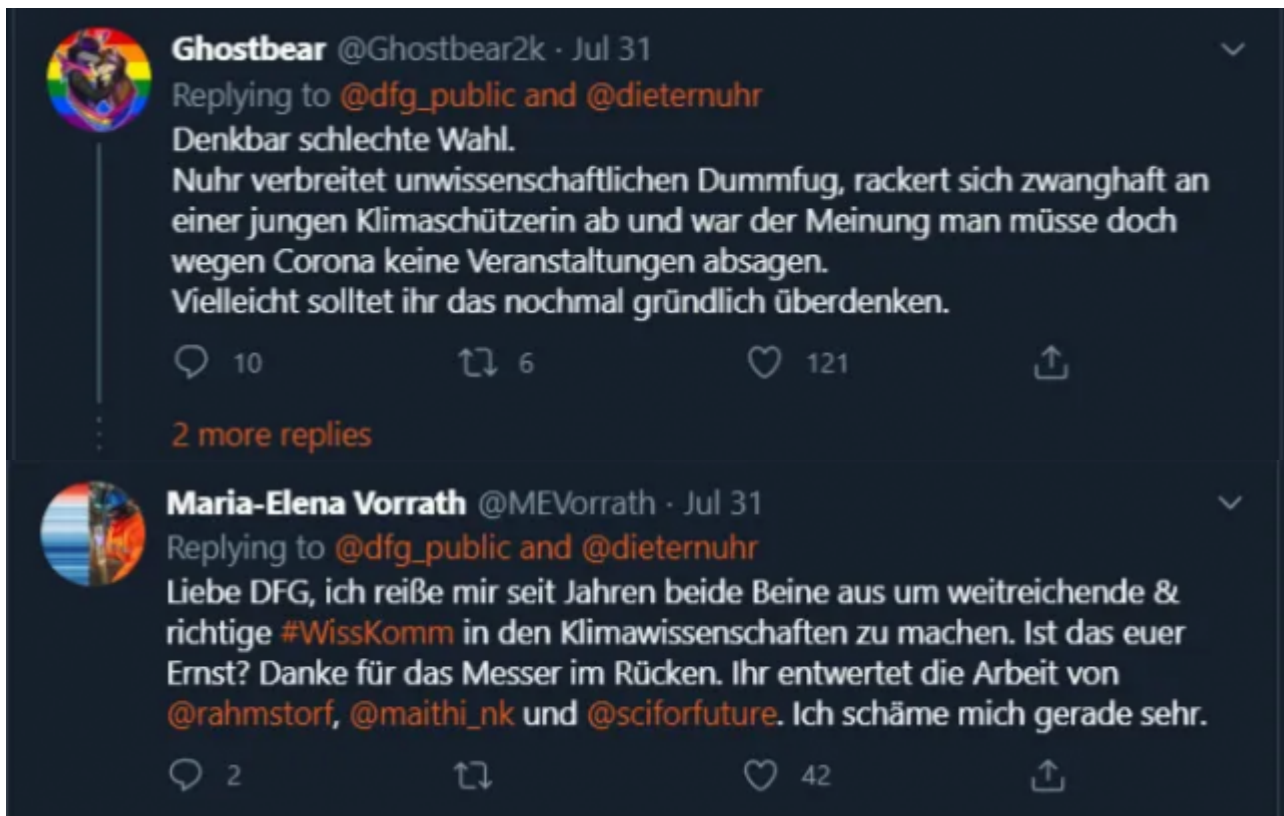 Ghostbear @Ghostbear2k · Jul 31
Replying to @dfg_public and @dieternuhr
Denkbar schlechte Wahl.
Nuhr verbreitet unwissenschaftlichen Dummfug, rackert sich zwanghaft an
einer jungen Klimaschützerin ab und war der Meinung man müsse doch
wegen Corona keine Veranstaltungen absagen.
Vielleicht solltet ihr das nochmal gründlich überdenken.
10 6 121
2 more replies
Maria-Elena Vorrath @MEVorrath · Jul 31
Replying to @dfg_public and @dieternuhr
Liebe DFG, ich reiße mir seit Jahren beide Beine aus um weitreichende &
richtige #WissKomm in den Klimawissenschaften zu machen. Ist das euer
Ernst? Danke für das Messer im Rücken. Ihr entwertet die Arbeit von
@rahmstorf, @maithi_nk und @sciforfuture. Ich schäme mich gerade sehr.
2 42